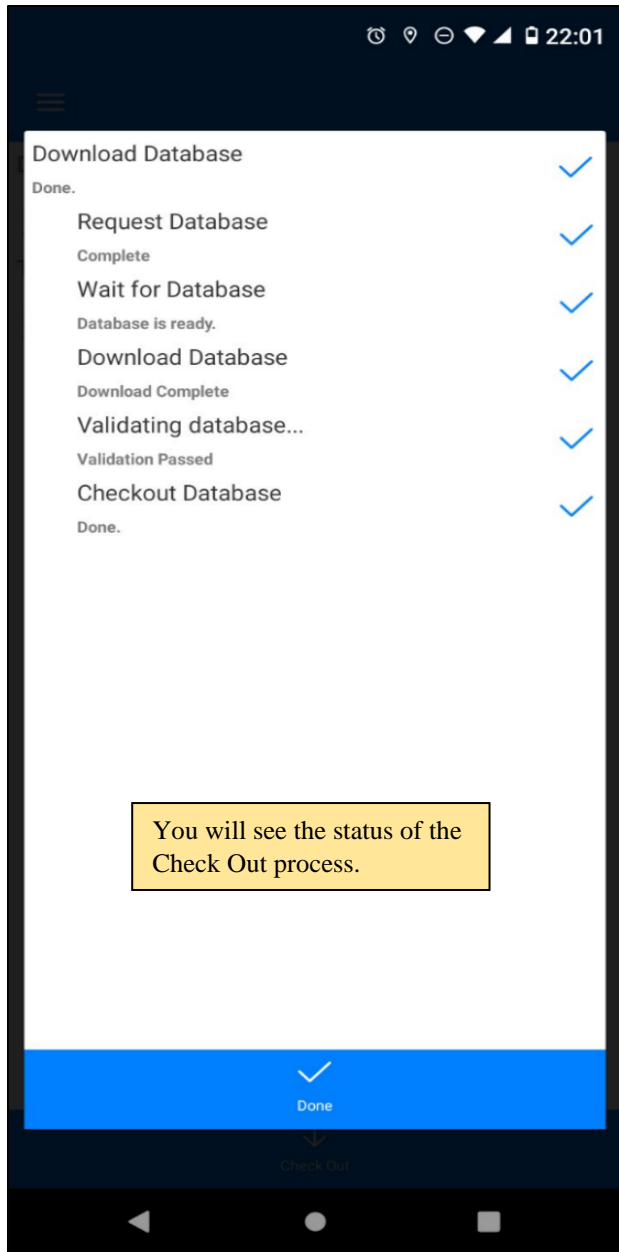 22:01
Download Database
Done.
Request Database
Complete
Wait for Database
Database is ready.
Download Database
Download Complete
Validating database...
Validation Passed
Checkout Database
Done.
You will see the status of the
Check Out process.
Done
Check Out